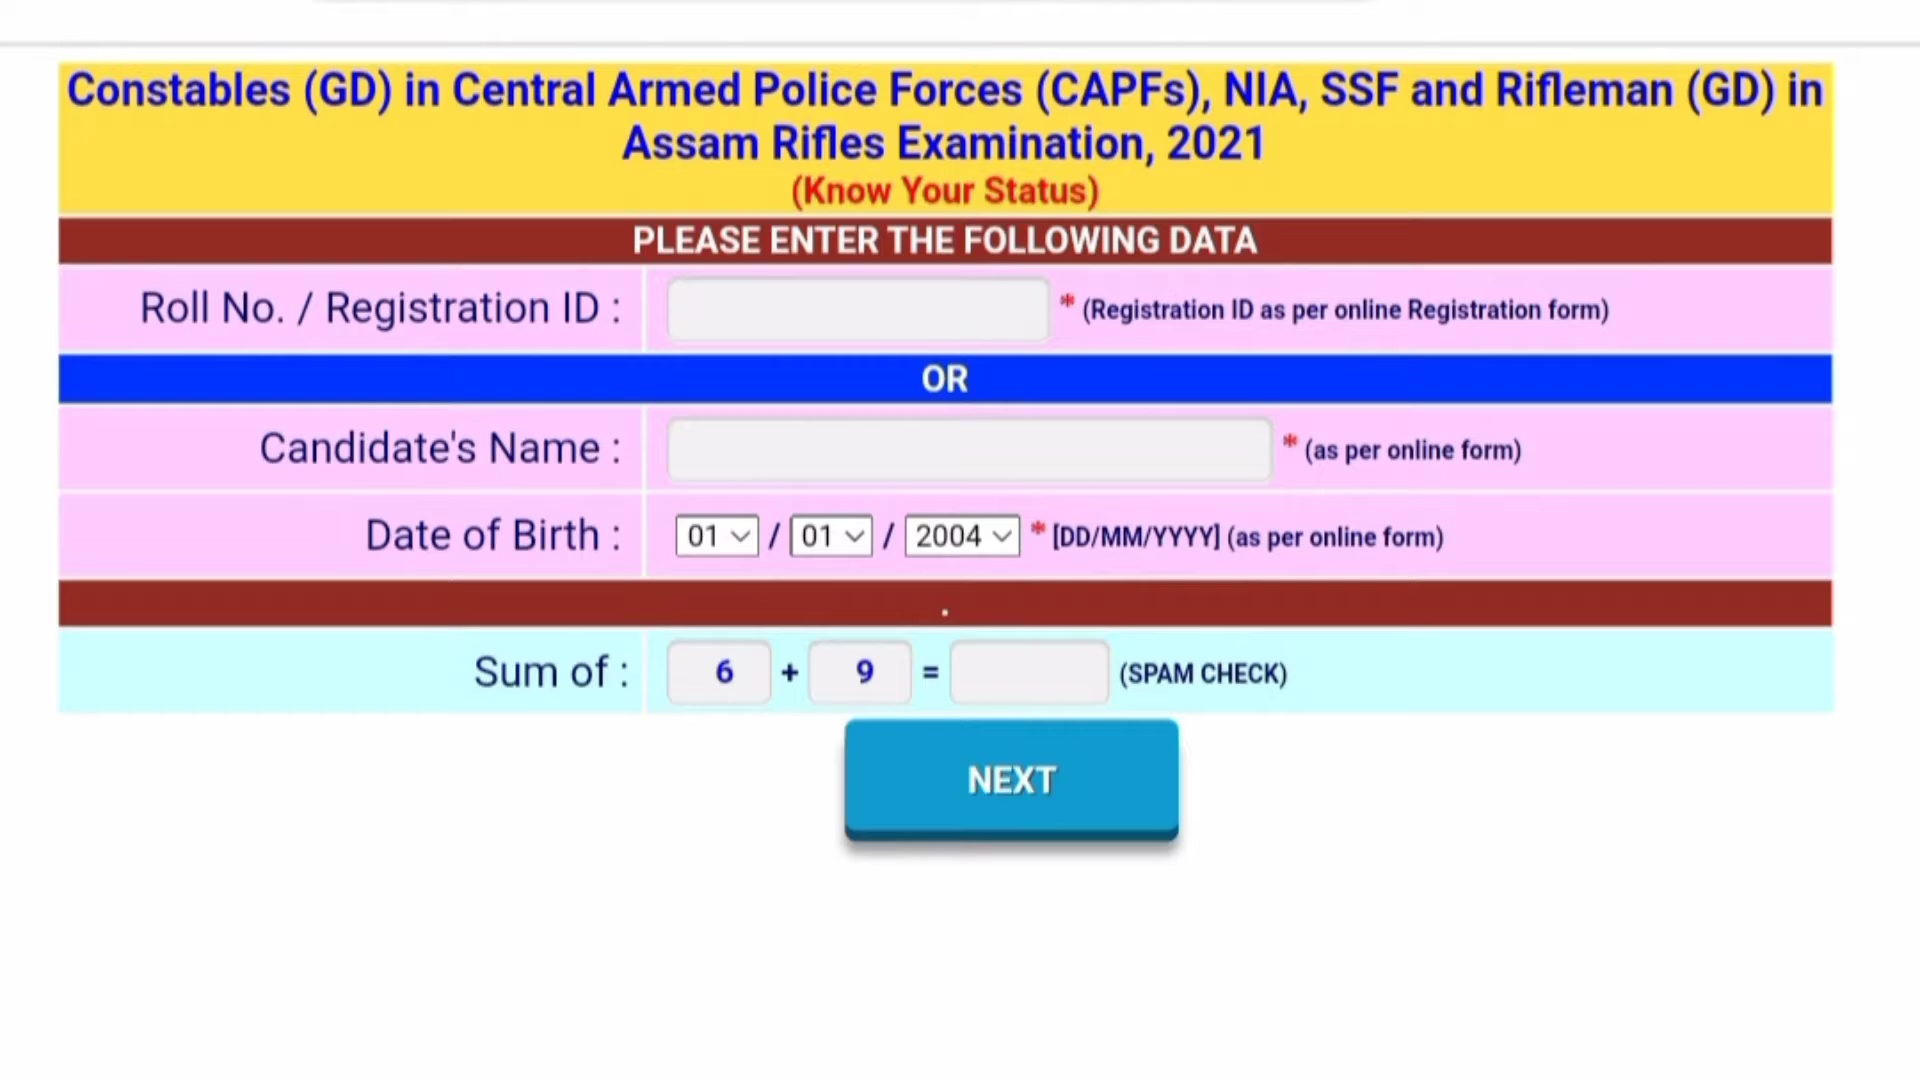 Constables (GD) in Central Armed Police Forces (CAPFs), NIA, SSF and Rifleman (GD) in
Assam Rifles Examination, 2021
(Know Your Status)
PLEASE ENTER THE FOLLOWING DATA
Roll No. / Registration ID : * (Registration ID as per online Registration form)
OR
Candidate's Name : * (as per online form)
Date of Birth : 01 / 01 / 2004 * [DD/MM/YYYY] (as per online form)
.
Sum of : 6 + 9 = (SPAM CHECK)
NEXT